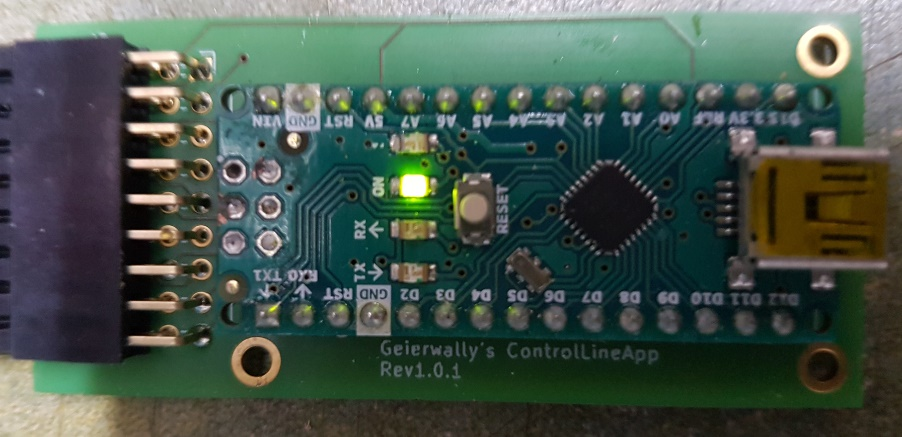 VIN GND RST 5V A7 A6 A5 A4 A3 A2 A1 A0 REF 3.3V D13
ON
RESET
RX
TX
TX1 RX0 RST GND D2 D3 D4 D5 D6 D7 D8 D9 D10 D11 D12
Geierwally's ControlLineApp
Rev1.0.1